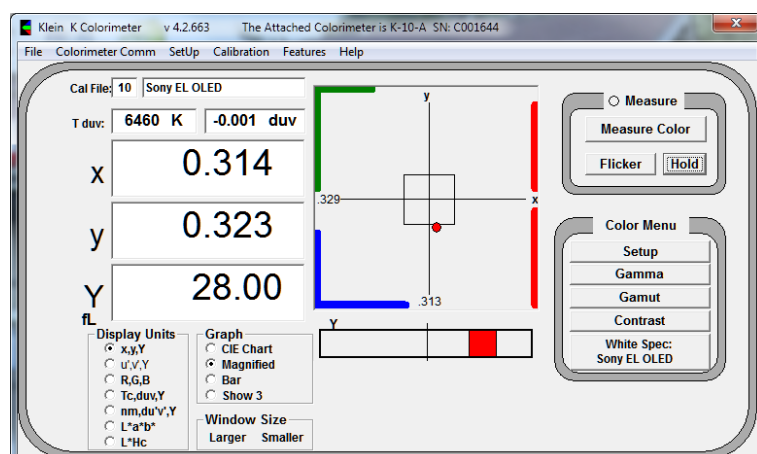 Klein K Colorimeter v 4.2.663 The Attached Colorimeter is K-10-A SN: C001644
File Colorimeter Comm SetUp Calibration Features Help
Cal File: 10 Sony EL OLED
T duv: 6460 K -0.001 duv
x 0.314
y 0.323
Y 28.00
fL
Display Units
x,y,Y
u',v',Y
R,G,B
Tc,duv,Y
nm,du'v',Y
L*a*b*
L*Hc
Graph
CIE Chart
Magnified
Bar
Show 3
Window Size
Larger Smaller
y
.329
x
.313
Y
Measure
Measure Color
Flicker Hold
Color Menu
Setup
Gamma
Gamut
Contrast
White Spec:
Sony EL OLED